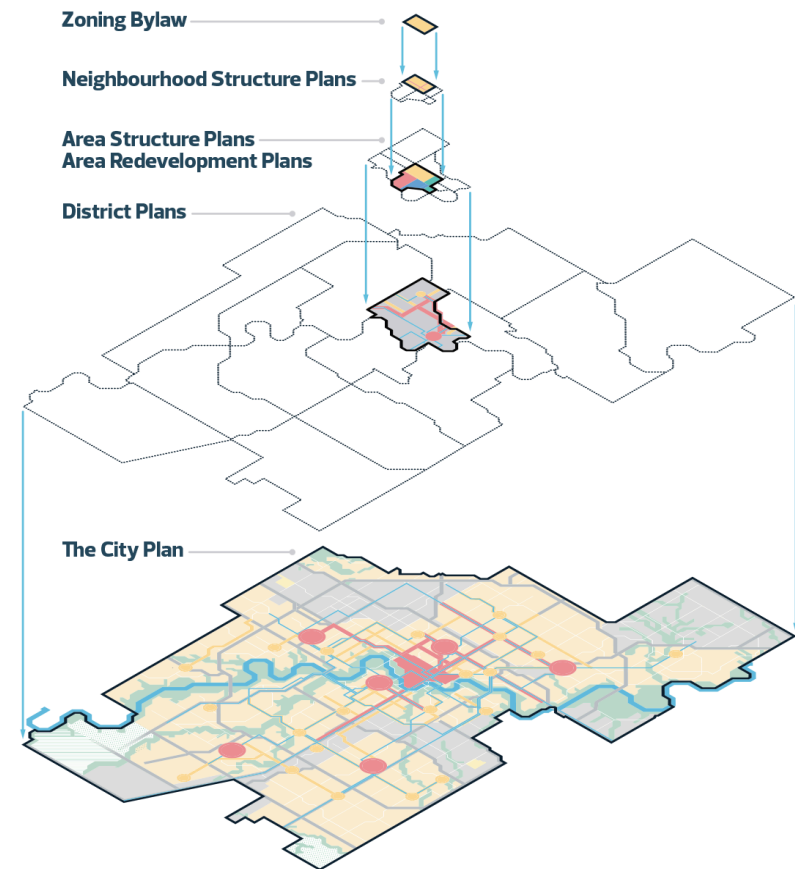 Zoning Bylaw
Neighbourhood Structure Plans
Area Structure Plans
Area Redevelopment Plans
District Plans
The City Plan